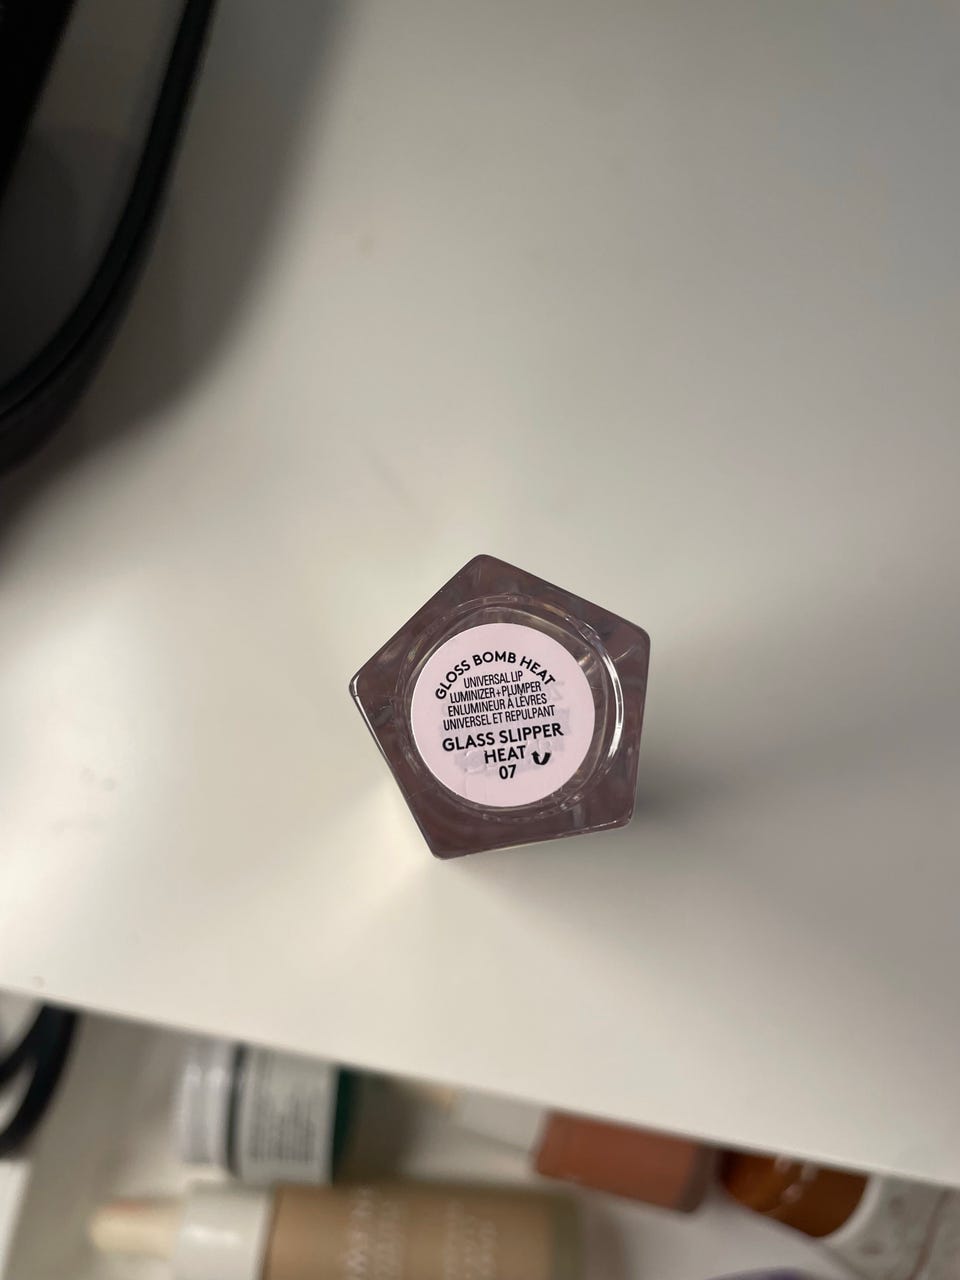 GLOSS BOMB HEAT
UNIVERSAL LIP
LUMINIZER+PLUMPER
ENLUMINEUR À LÈVRES
UNIVERSEL ET REPULPANT
GLASS SLIPPER
HEAT
07